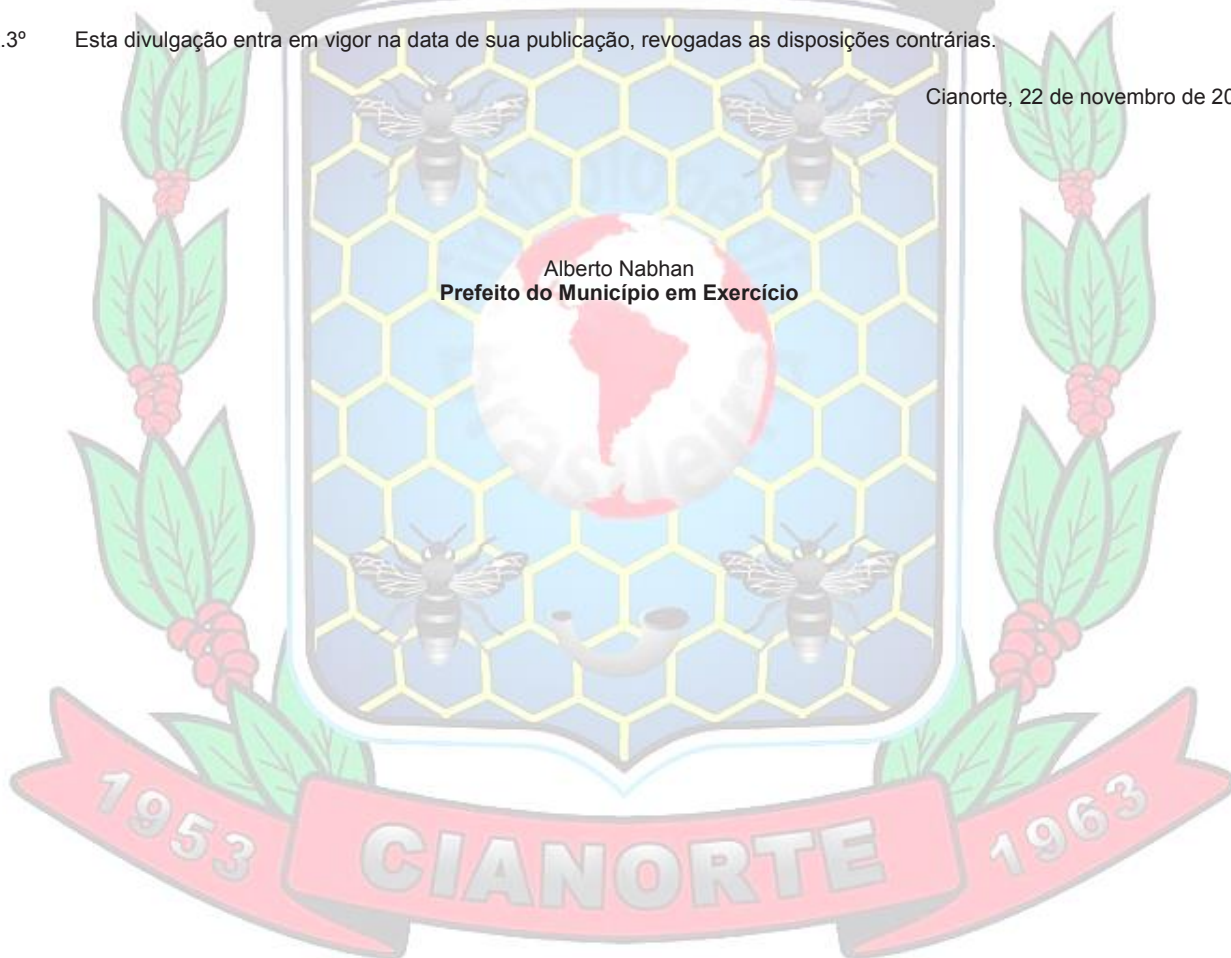 .3º Esta divulgação entra em vigor na data de sua publicação, revogadas as disposições contrárias.
Cianorte, 22 de novembro de 20
Alberto Nabhan
Prefeito do Município em Exercício
Brasileira
1953 CIANORTE 1963